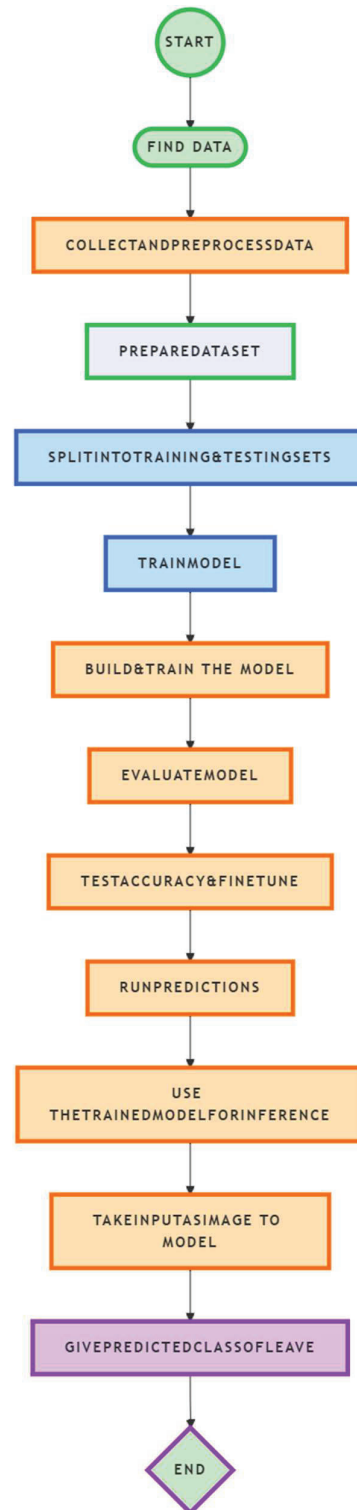 START
FIND DATA
COLLECTANDPREPROCESSDATA
PREPAREDATASET
SPLITINTOTRAINING&TESTINGSETS
TRAINMODEL
BUILD&TRAIN THE MODEL
EVALUATEMODEL
TESTACCURACY&FINETUNE
RUNPREDICTIONS
USE
THETRAINEDMODELFORINFERENCE
TAKEINPUTASIMAGE TO
MODEL
GIVEPREDICTEDCLASSOFLEAVE
END